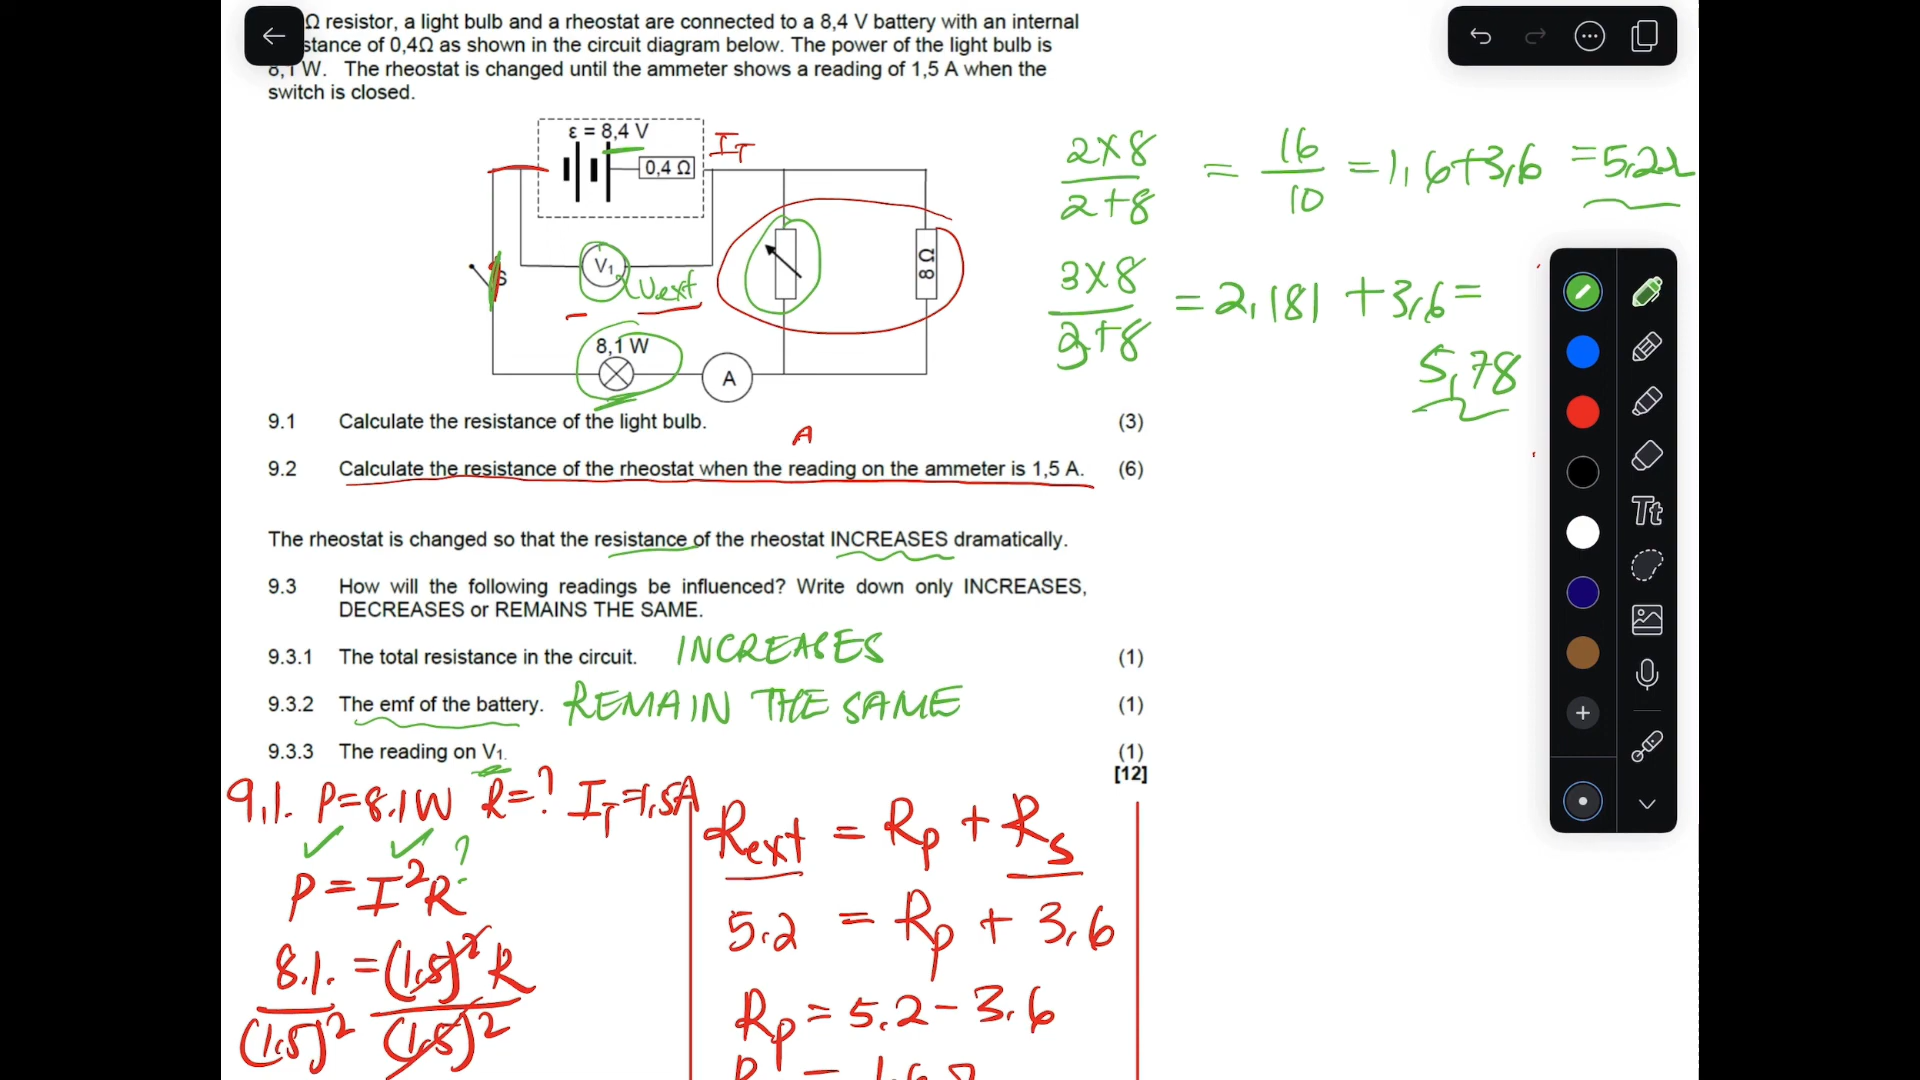 Ω resistor, a light bulb and a rheostat are connected to a 8,4 V battery with an internal
stance of 0,4Ω as shown in the circuit diagram below. The power of the light bulb is
8,1 W. The rheostat is changed until the ammeter shows a reading of 1,5 A when the
switch is closed.
ε = 8,4 V
I_T
0,4 Ω
V₁
Vext
S
8 Ω
8,1 W
A
2×8/2+8 = 16/10 = 1,6+3,6 = 5,2Ω
3×8/3+8 = 2,181 + 3,6 =
5,78
9.1 Calculate the resistance of the light bulb. (3)
A
9.2 Calculate the resistance of the rheostat when the reading on the ammeter is 1,5 A. (6)
The rheostat is changed so that the resistance of the rheostat INCREASES dramatically.
9.3 How will the following readings be influenced? Write down only INCREASES,
DECREASES or REMAINS THE SAME.
9.3.1 The total resistance in the circuit. INCREASES (1)
9.3.2 The emf of the battery. REMAIN THE SAME (1)
9.3.3 The reading on V₁. (1)
[12]
9.1. P=8.1W R=? I_T=1.5A
?
P=I²R
8.1. =(1.5)² R
(1.5)² (1.5)²
Rext = Rp + Rs
5.2 = Rp + 3,6
Rp = 5.2 - 3.6
Tt